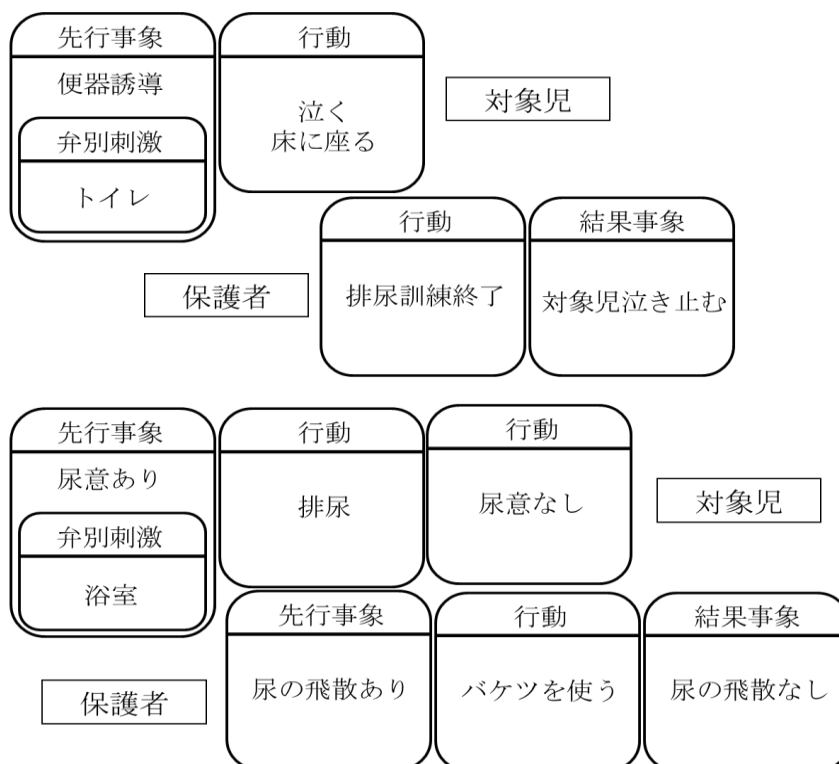 先行事象
便器誘導
弁別刺激
トイレ
行動
泣く
床に座る
対象児
保護者
行動
排尿訓練終了
結果事象
対象児泣き止む
先行事象
尿意あり
弁別刺激
浴室
行動
排尿
行動
尿意なし
対象児
保護者
先行事象
尿の飛散あり
行動
バケツを使う
結果事象
尿の飛散なし